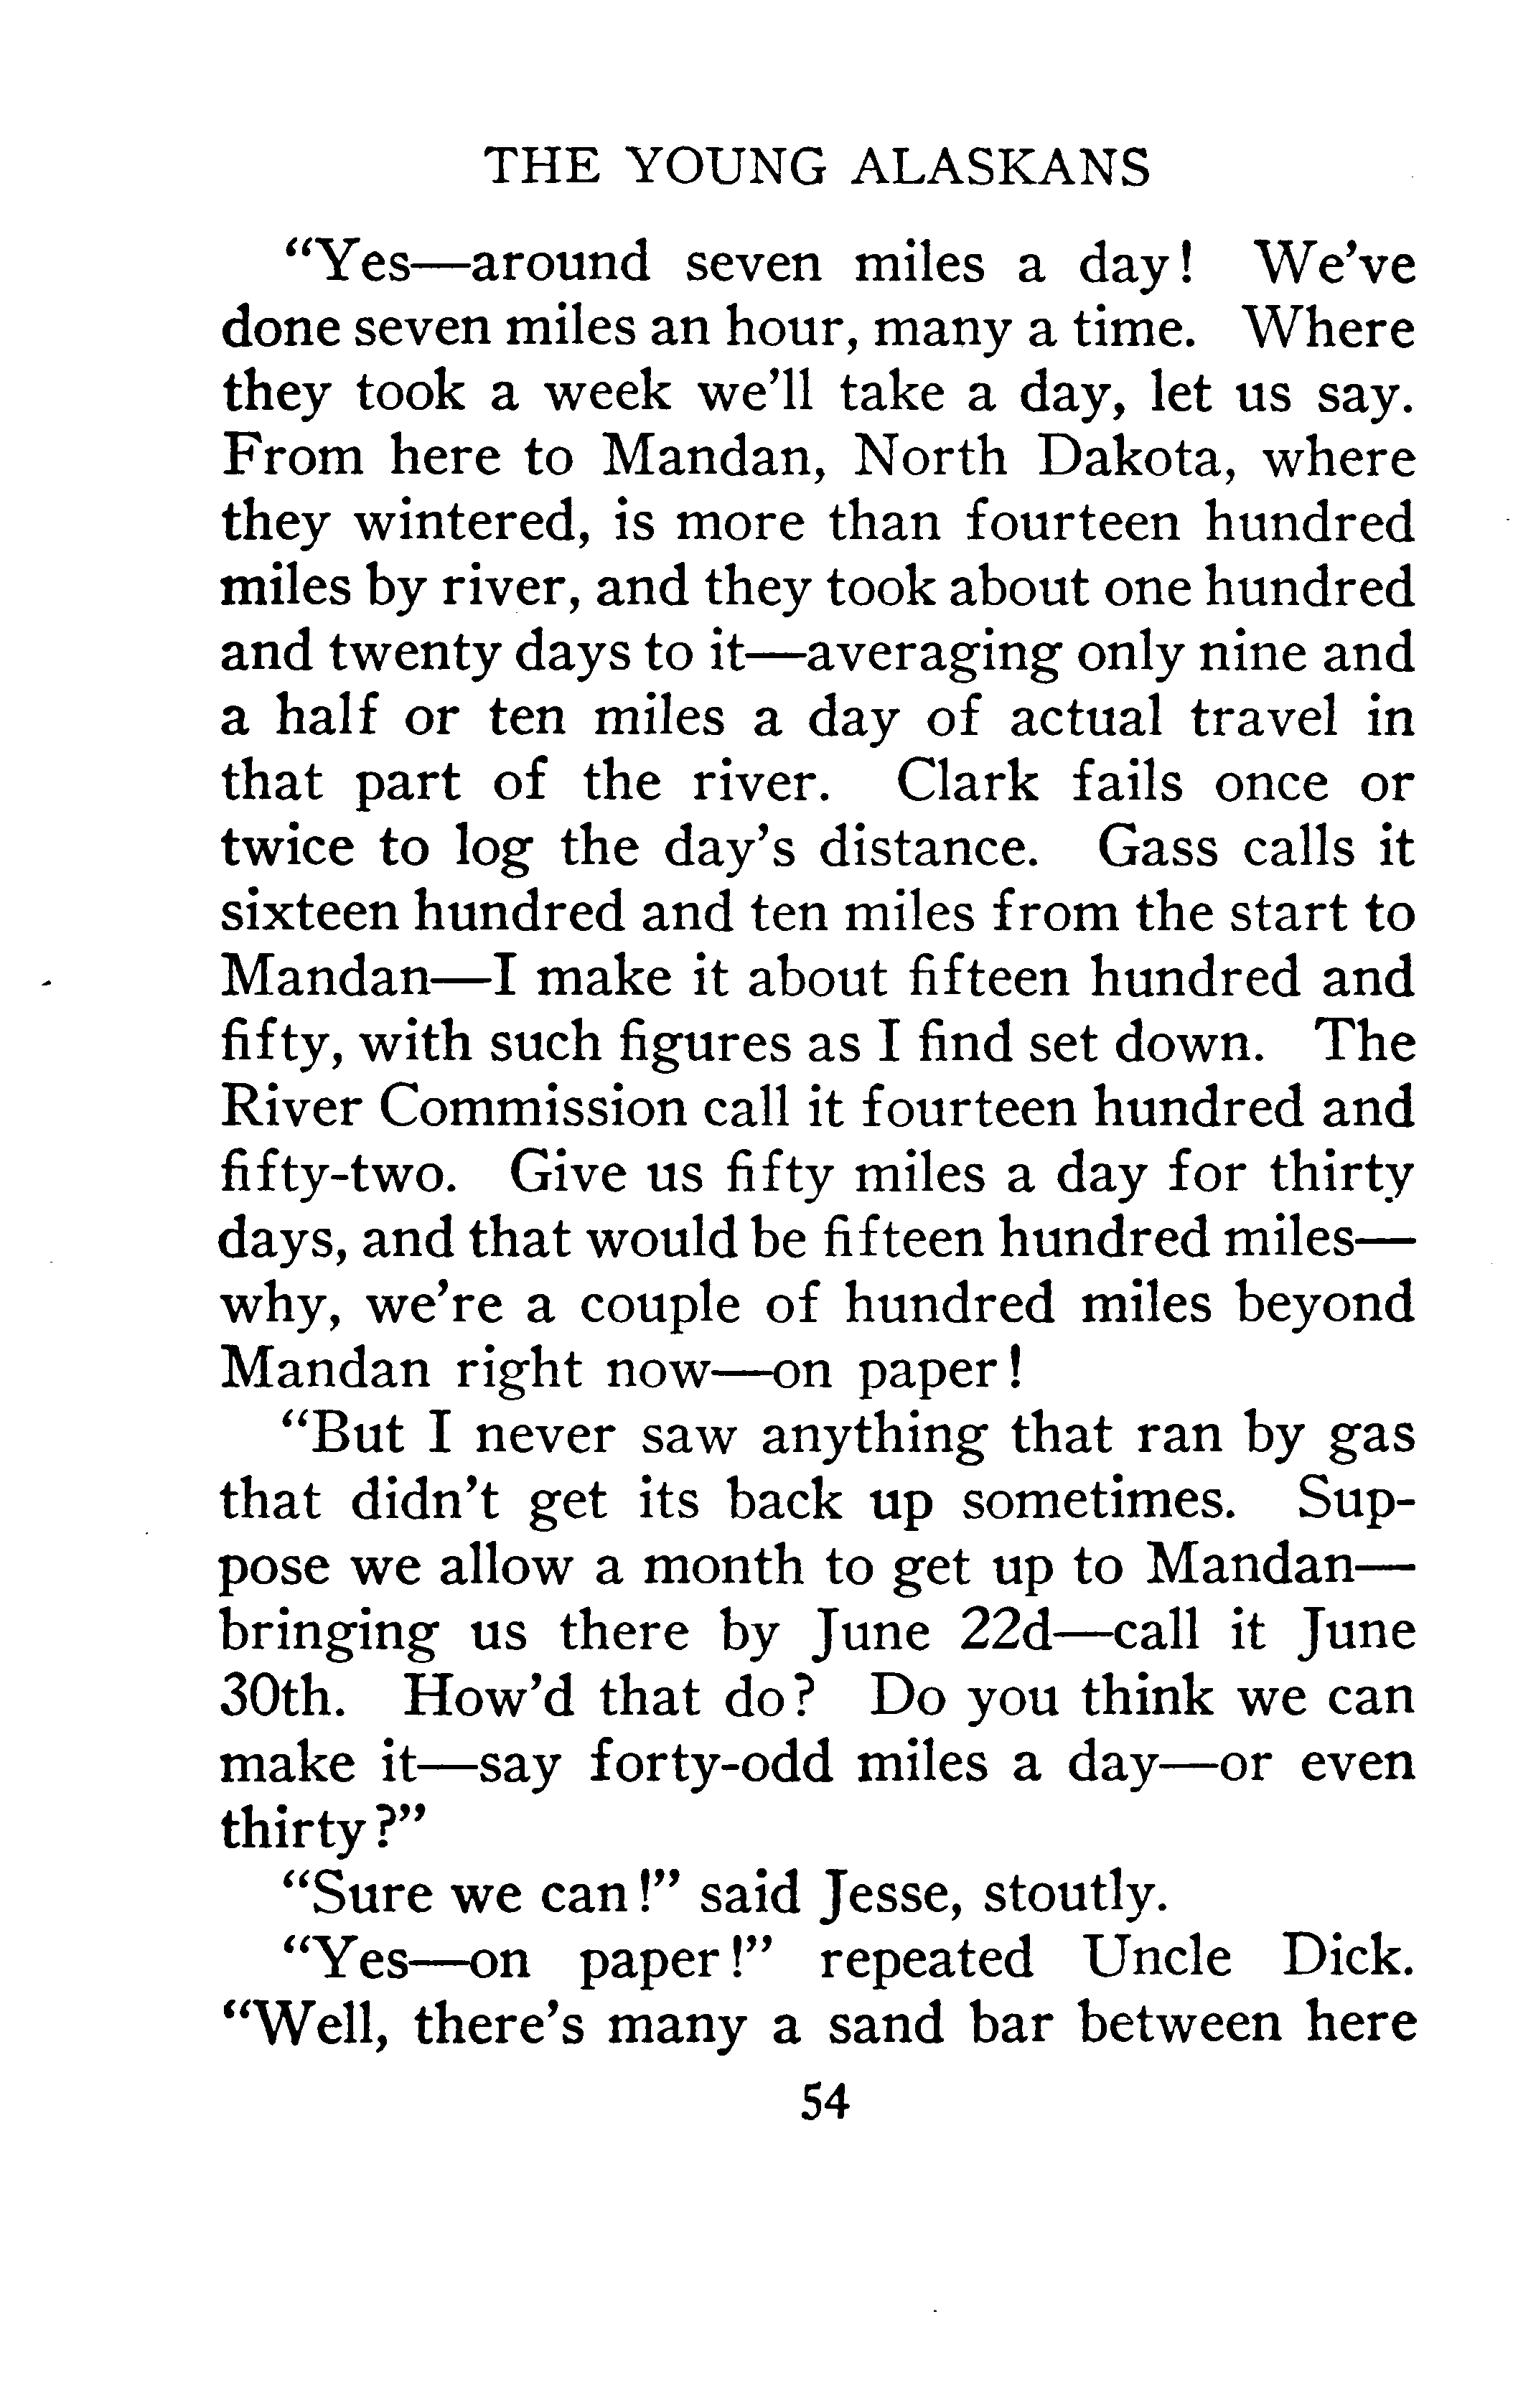 THE YOUNG ALASKANS
“Yes—around seven miles a day! We’ve
done seven miles an hour, many a time. Where
they took a week we’ll take a day, let us say.
From here to Mandan, North Dakota, where
they wintered, is more than fourteen hundred
miles by river, and they took about one hundred
and twenty days to it—averaging only nine and
a half or ten miles a day of actual travel in
that part of the river. Clark fails once or
twice to log the day’s distance. Gass calls it
sixteen hundred and ten miles from the start to
Mandan—I make it about fifteen hundred and
fifty, with such figures as I find set down. The
River Commission call it fourteen hundred and
fifty-two. Give us fifty miles a day for thirty
days, and that would be fifteen hundred miles—
why, we’re a couple of hundred miles beyond
Mandan right now—on paper!
“But I never saw anything that ran by gas
that didn’t get its back up sometimes. Sup-
pose we allow a month to get up to Mandan—
bringing us there by June 22d—call it June
30th. How’d that do? Do you think we can
make it—say forty-odd miles a day—or even
thirty?”
“Sure we can!” said Jesse, stoutly.
“Yes—on paper!” repeated Uncle Dick.
“Well, there’s many a sand bar between here
54